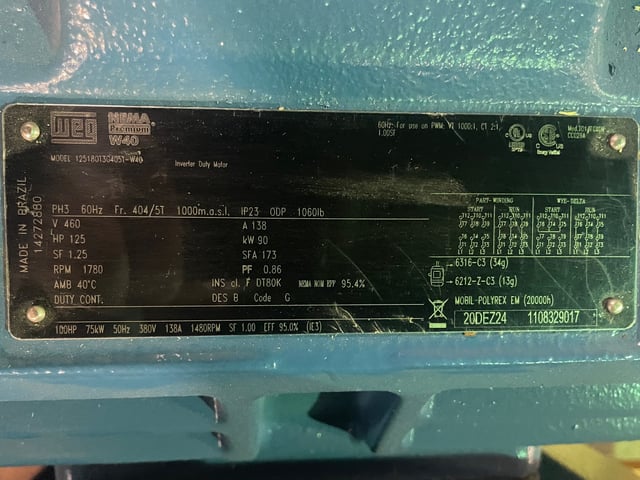 WEG
NEMA
Premium
W40
60Hz: For use on PWM; VT 1000:1, CT 2:1,
1.00SF
Energy Verified
Inverter Duty Motor
MADE IN BRAZIL
14272890
PH3 60Hz Fr. 404/5T 1000m.a.s.l. IP23 ODP 1060lb
V 460 A 138
HP 125 kW 90
SF 1.25 SFA 173
RPM 1780 PF 0.86
AMB 40°C INS cl. F DT80K NEMA NOM EFF 95.4%
DUTY CONT. DES B Code G
100HP 75kW 50Hz 380V 138A 1480RPM SF 1.00 EFF 95.0% (IE3)
PART-WINDING WYE-DELTA
START RUN START RUN
6316-C3 (34g)
6212-Z-C3 (13g)
MOBIL-POLYREX EM (20000h)
20DEZ24 1108329017